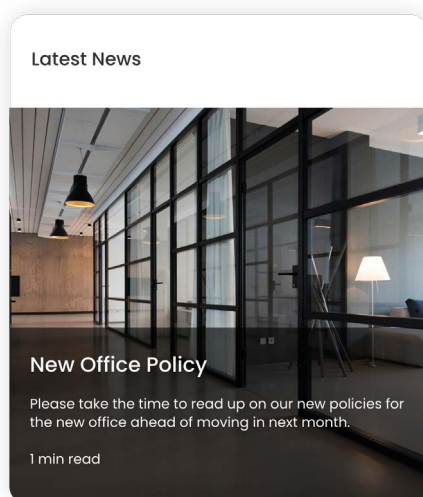 Latest News
New Office Policy
Please take the time to read up on our new policies for
the new office ahead of moving in next month.
1 min read